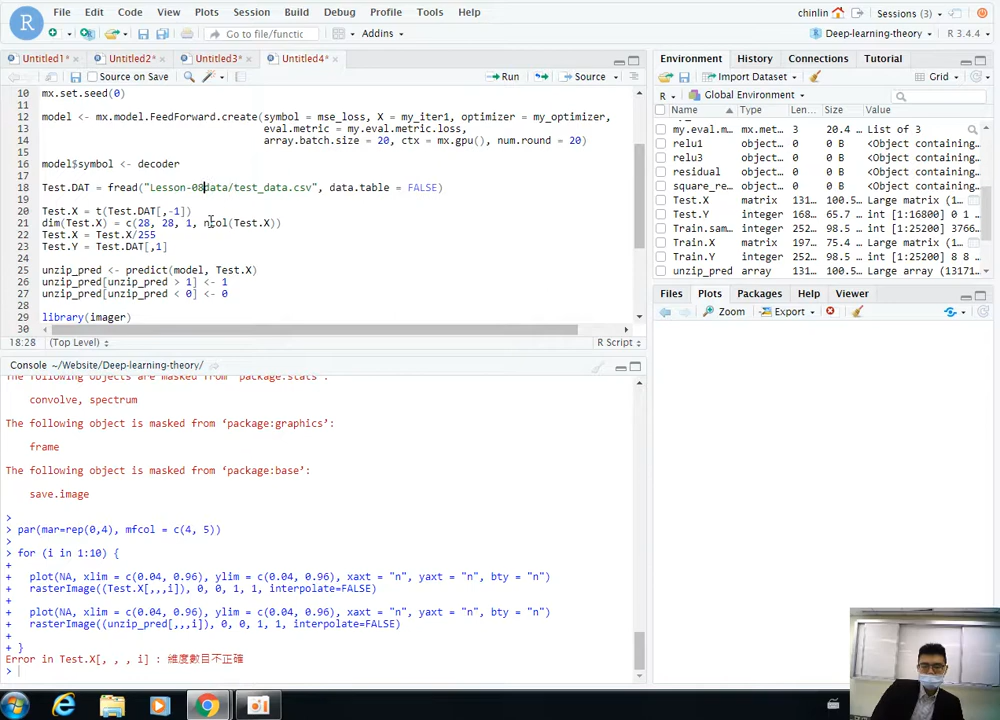 File Edit Code View Plots Session Build Debug Profile Tools Help
chinlin Sessions (3)
Go to file/functic Addins
Deep-learning-theory R 3.4.4
Untitled1* Untitled2* Untitled3* Untitled4*
Source on Save Run Source
10 mx.set.seed(0)
11
12 model <- mx.model.FeedForward.create(symbol = mse_loss, X = my_iter1, optimizer = my_optimizer,
13 eval.metric = my.eval.metric.loss,
14 array.batch.size = 20, ctx = mx.gpu(), num.round = 20)
15
16 model$symbol <- decoder
17
18 Test.DAT = fread("Lesson-08data/test_data.csv", data.table = FALSE)
19
20 Test.X = t(Test.DAT[,-1])
21 dim(Test.X) = c(28, 28, 1, ncol(Test.X))
22 Test.X = Test.X/255
23 Test.Y = Test.DAT[,1]
24
25 unzip_pred <- predict(model, Test.X)
26 unzip_pred[unzip_pred > 1] <- 1
27 unzip_pred[unzip_pred < 0] <- 0
28
29 library(imager)
30
18:28 (Top Level) R Script
Console ~/Website/Deep-learning-theory/
The following objects are masked from ‘package:stats’:
convolve, spectrum
The following object is masked from ‘package:graphics’:
frame
The following object is masked from ‘package:base’:
save.image
>
> par(mar=rep(0,4), mfcol = c(4, 5))
>
> for (i in 1:10) {
+
+ plot(NA, xlim = c(0.04, 0.96), ylim = c(0.04, 0.96), xaxt = "n", yaxt = "n", bty = "n")
+ rasterImage((Test.X[,,,i]), 0, 0, 1, 1, interpolate=FALSE)
+
+ plot(NA, xlim = c(0.04, 0.96), ylim = c(0.04, 0.96), xaxt = "n", yaxt = "n", bty = "n")
+ rasterImage((unzip_pred[,,,i]), 0, 0, 1, 1, interpolate=FALSE)
+
+ }
Error in Test.X[, , , i] : 維度數目不正確
>
Environment History Connections Tutorial
Import Dataset Grid
R Global Environment
Name Type Len... Size Value
my.eval.m... mx.met... 3 20.4 ... List of 3
relu1 object... 0 B <Object containing...
relu3 object... 0 B <Object containing...
residual object... 0 B <Object containing...
square_re... object... 0 B <Object containing...
Test.X matrix 131... 100.5... Large matrix (1...
Test.Y integer 168... 65.7 ... int [1:16800] 0 1 ...
Train.sam... integer 252... 98.5 ... int [1:25200] 3766...
Train.X matrix 197... 75.4 ... Large matrix (1...
Train.Y integer 252... 98.5 ... int [1:25200] 8 8 ...
unzip_pred array 131... 100.5... Large array (13171...
Files Plots Packages Help Viewer
Zoom Export